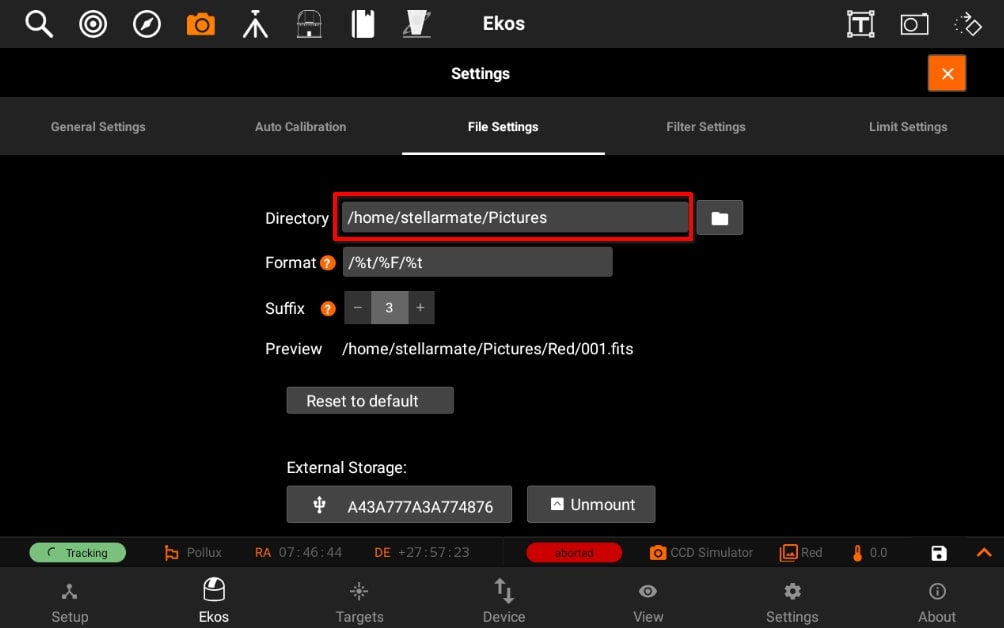 Ekos
Settings
General Settings Auto Calibration File Settings Filter Settings Limit Settings
Directory /home/stellarmate/Pictures
Format ? /%t/%F/%t
Suffix ? − 3 +
Preview /home/stellarmate/Pictures/Red/001.fits
Reset to default
External Storage:
A43A777A3A774876 Unmount
Tracking Pollux RA 07:46:44 DE +27:57:23 aborted CCD Simulator Red 0.0
Setup Ekos Targets Device View Settings About